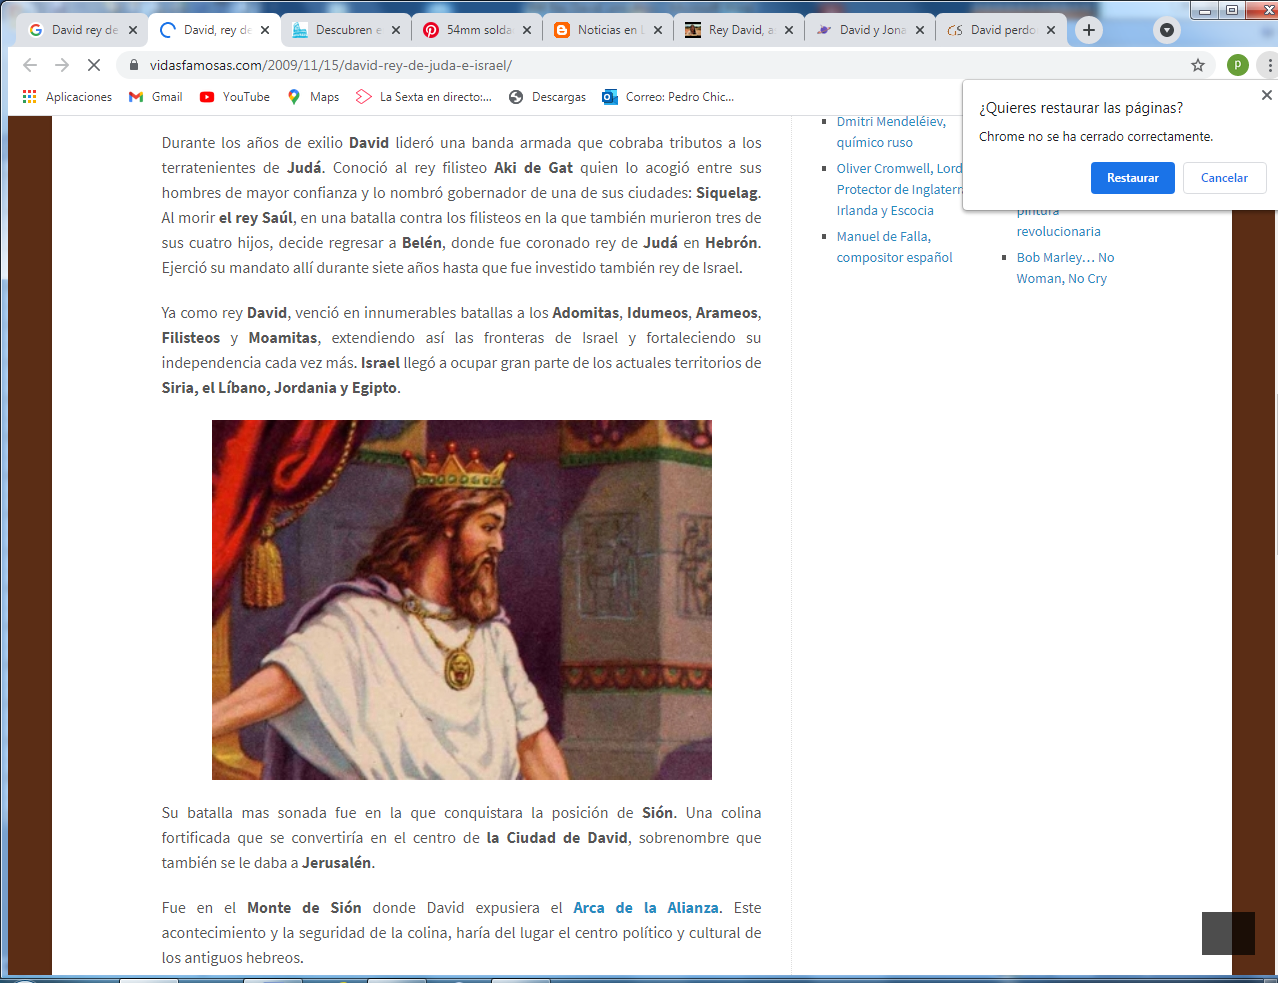 David rey de
David, rey de
Descubren e
54mm solda
Noticias en L
Rey David, a
David y Jona
David perdo
vidasfamosas.com/2009/11/15/david-rey-de-juda-e-israel/
p
Aplicaciones
Gmail
YouTube
Maps
La Sexta en directo:...
Descargas
Correo: Pedro Chic...
¿Quieres restaurar las páginas?
Chrome no se ha cerrado correctamente.
Restaurar
Cancelar
Durante los años de exilio David lideró una banda armada que cobraba tributos a los
terratenientes de Judá. Conoció al rey filisteo Aki de Gat quien lo acogió entre sus
hombres de mayor confianza y lo nombró gobernador de una de sus ciudades: Siquelag.
Al morir el rey Saúl, en una batalla contra los filisteos en la que también murieron tres de
sus cuatro hijos, decide regresar a Belén, donde fue coronado rey de Judá en Hebrón.
Ejerció su mandato allí durante siete años hasta que fue investido también rey de Israel.
Ya como rey David, venció en innumerables batallas a los Adomitas, Idumeos, Arameos,
Filisteos y Moamitas, extendiendo así las fronteras de Israel y fortaleciendo su
independencia cada vez más. Israel llegó a ocupar gran parte de los actuales territorios de
Siria, el Líbano, Jordania y Egipto.
Su batalla mas sonada fue en la que conquistara la posición de Sión. Una colina
fortificada que se convertiría en el centro de la Ciudad de David, sobrenombre que
también se le daba a Jerusalén.
Fue en el Monte de Sión donde David expusiera el Arca de la Alianza. Este
acontecimiento y la seguridad de la colina, haría del lugar el centro político y cultural de
los antiguos hebreos.
Dmitri Mendeléiev,
químico ruso
Oliver Cromwell, Lord
Protector de Inglaterr
Irlanda y Escocia
Manuel de Falla,
compositor español
pintura
revolucionaria
Bob Marley… No
Woman, No Cry